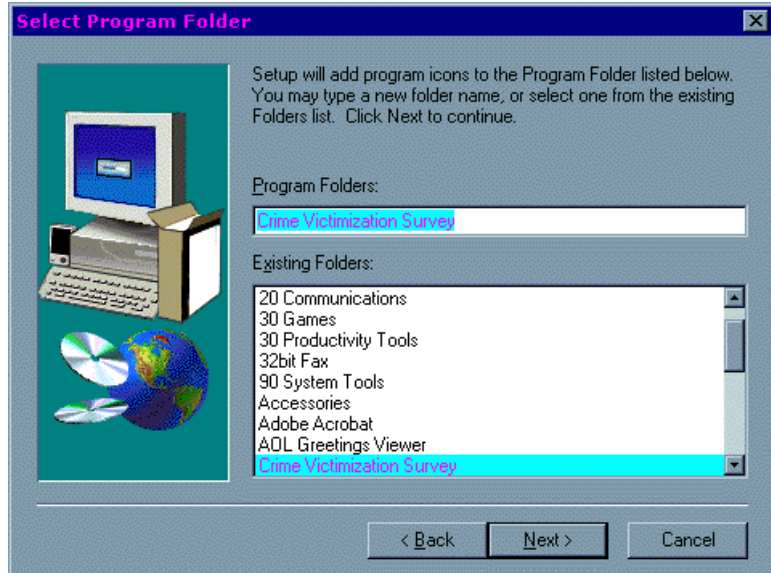 Select Program Folder
Setup will add program icons to the Program Folder listed below.
You may type a new folder name, or select one from the existing
Folders list. Click Next to continue.
Program Folders:
Crime Victimization Survey
Existing Folders:
20 Communications
30 Games
30 Productivity Tools
32bit Fax
90 System Tools
Accessories
Adobe Acrobat
AOL Greetings Viewer
Crime Victimization Survey
< Back
Next >
Cancel